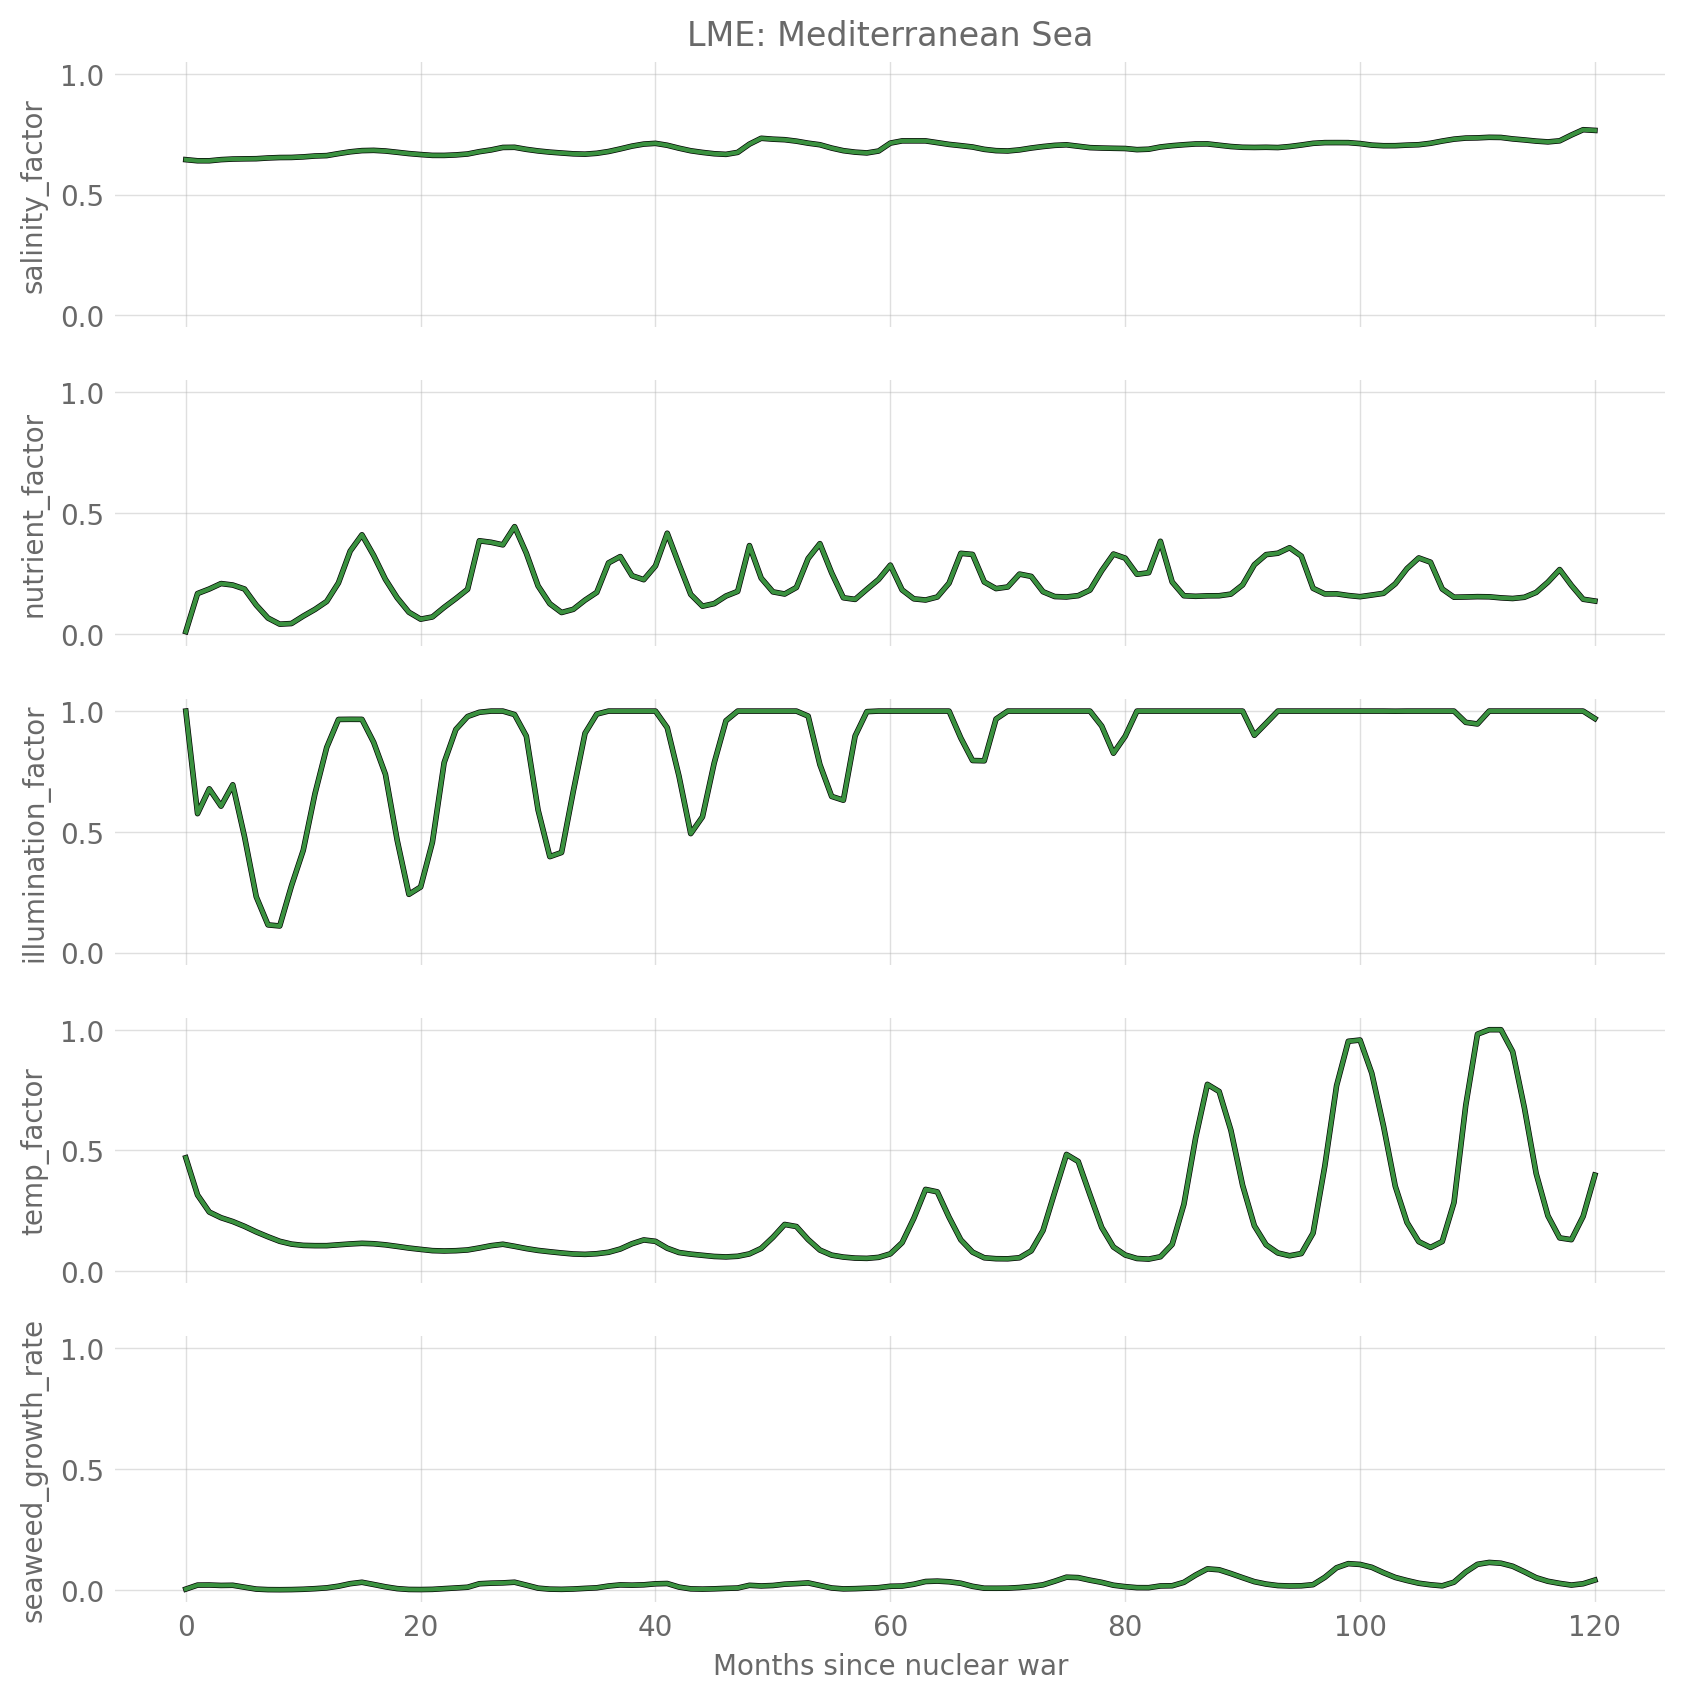 LME: Mediterranean Sea
salinity_factor
1.0
0.5
0.0
nutrient_factor
1.0
0.5
0.0
illumination_factor
1.0
0.5
0.0
temp_factor
1.0
0.5
0.0
seaweed_growth_rate
1.0
0.5
0.0
0 20 40 60 80 100 120
Months since nuclear war